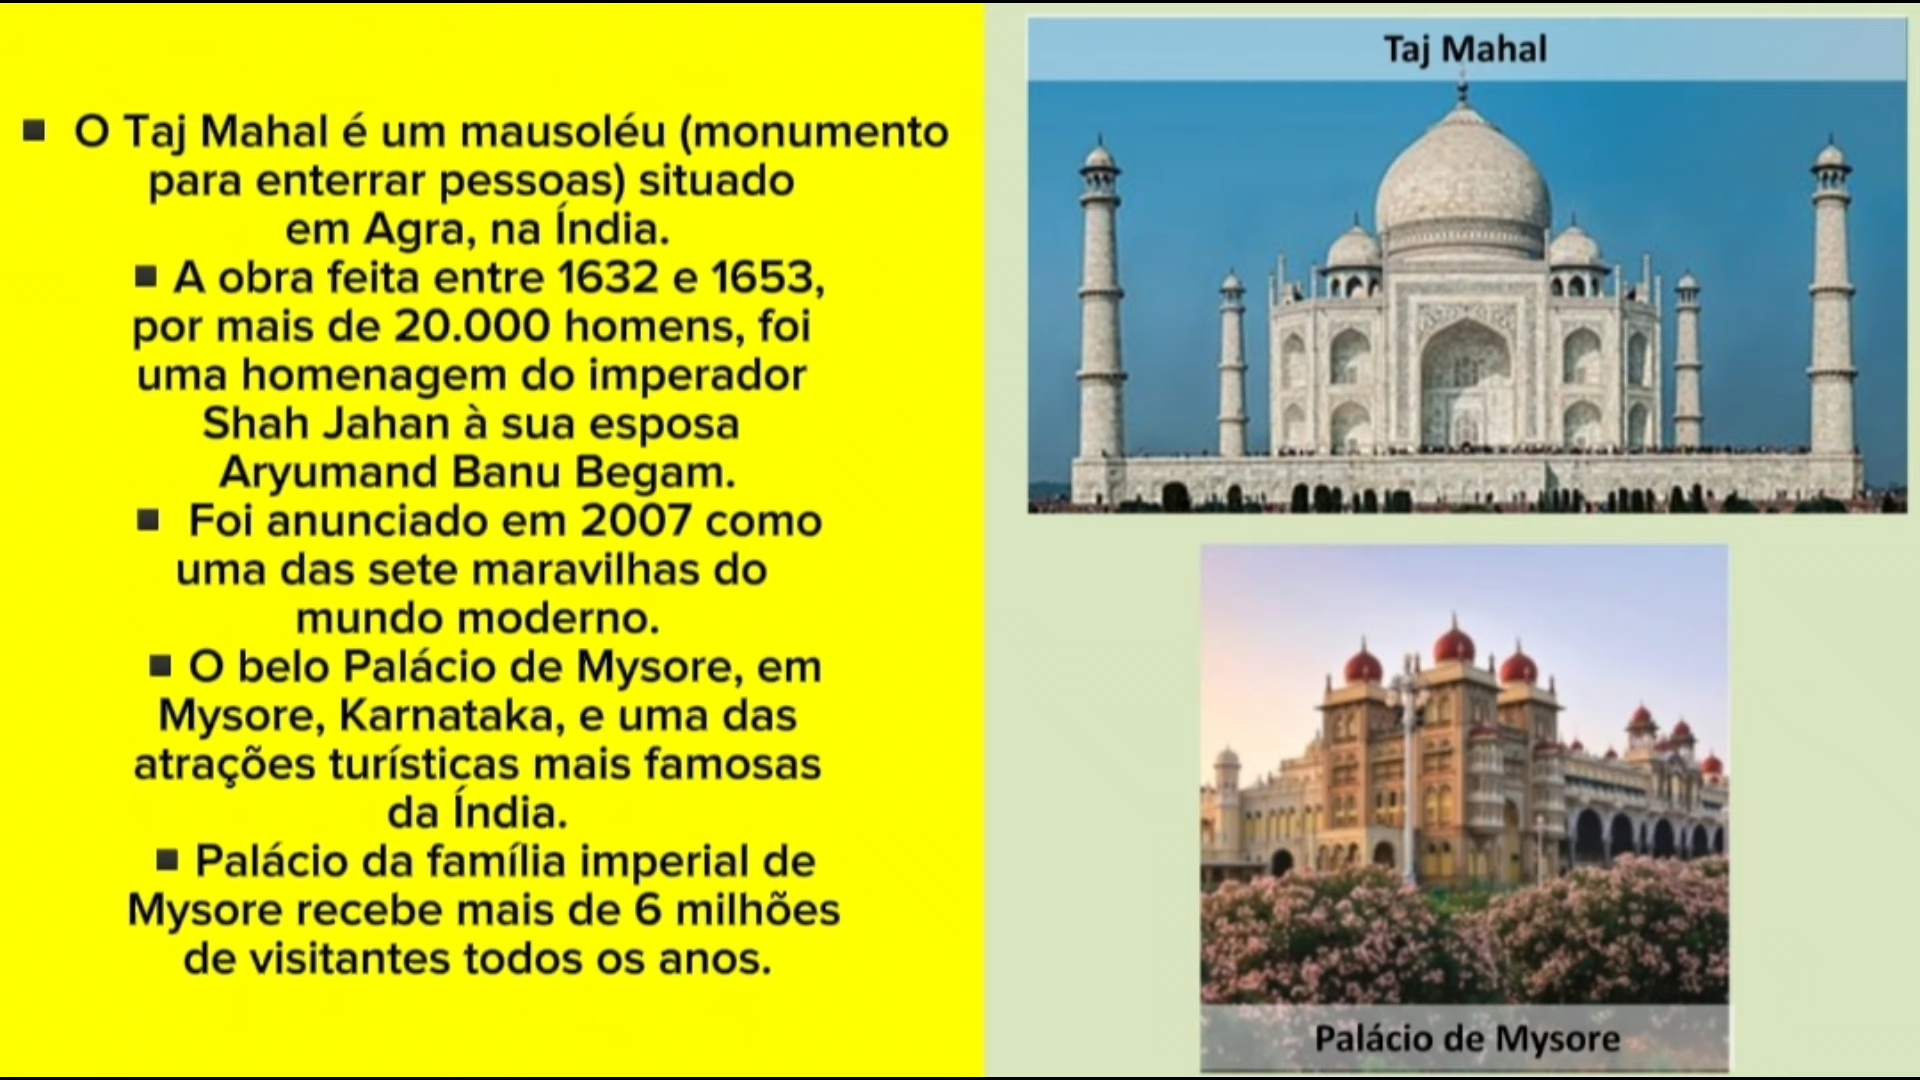 ▪ O Taj Mahal é um mausoléu (monumento
para enterrar pessoas) situado
em Agra, na Índia.
▪ A obra feita entre 1632 e 1653,
por mais de 20.000 homens, foi
uma homenagem do imperador
Shah Jahan à sua esposa
Aryumand Banu Begam.
▪ Foi anunciado em 2007 como
uma das sete maravilhas do
mundo moderno.
▪ O belo Palácio de Mysore, em
Mysore, Karnataka, e uma das
atrações turísticas mais famosas
da Índia.
▪ Palácio da família imperial de
Mysore recebe mais de 6 milhões
de visitantes todos os anos.
Taj Mahal
Palácio de Mysore